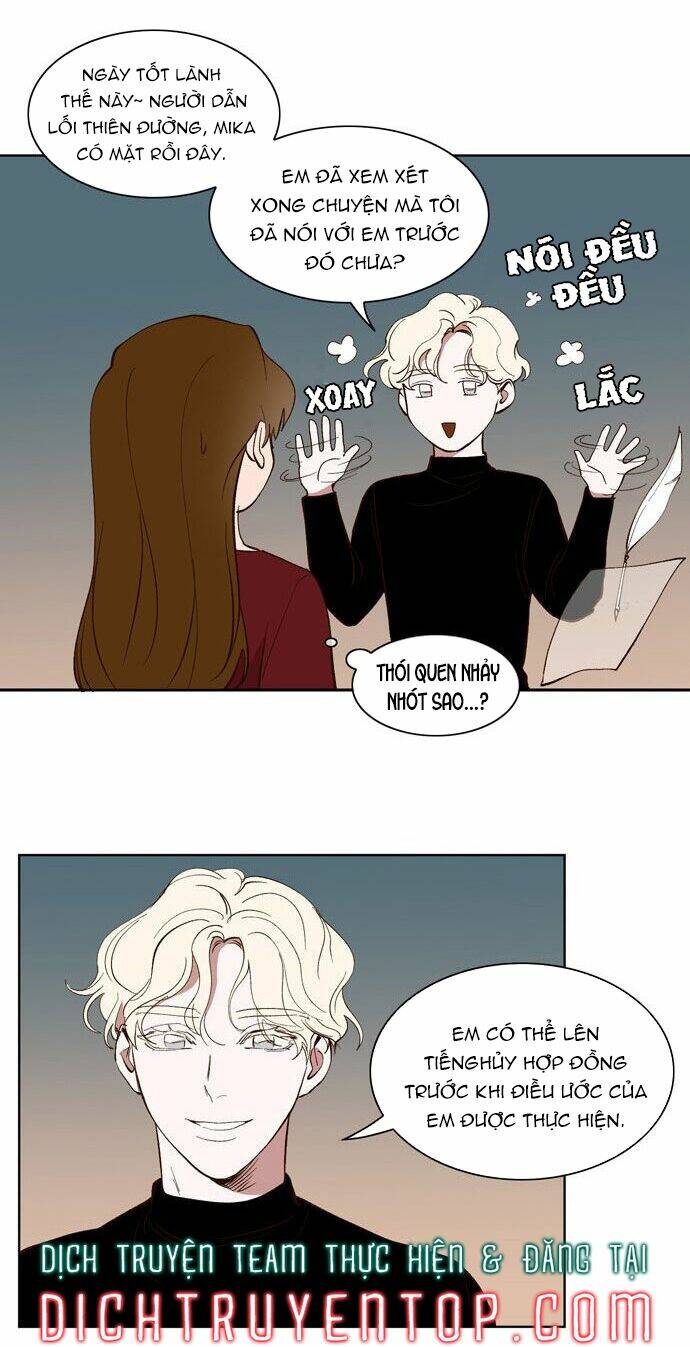 NGÀY TỐT LÀNH
THẾ NÀY~ NGƯỜI DẪN
LỐI THIÊN ĐƯỜNG, MIKA
CÓ MẶT RỒI ĐÂY.
EM ĐÃ XEM XÉT
XONG CHUYỆN MÀ TÔI
ĐÃ NÓI VỚI EM TRƯỚC
ĐÓ CHƯA?
NÓI ĐỀU
ĐỀU
XOAY
LẮC
THÓI QUEN NHẢY
NHÓT SAO...?
EM CÓ THỂ LÊN
TIẾNGHỦY HỢP ĐỒNG
TRƯỚC KHI ĐIỀU ƯỚC CỦA
EM ĐƯỢC THỰC HIỆN.
DỊCH TRUYỆN TEAM THỰC HIỆN & ĐĂNG TẠI
DICHTRUYENTOP.COM